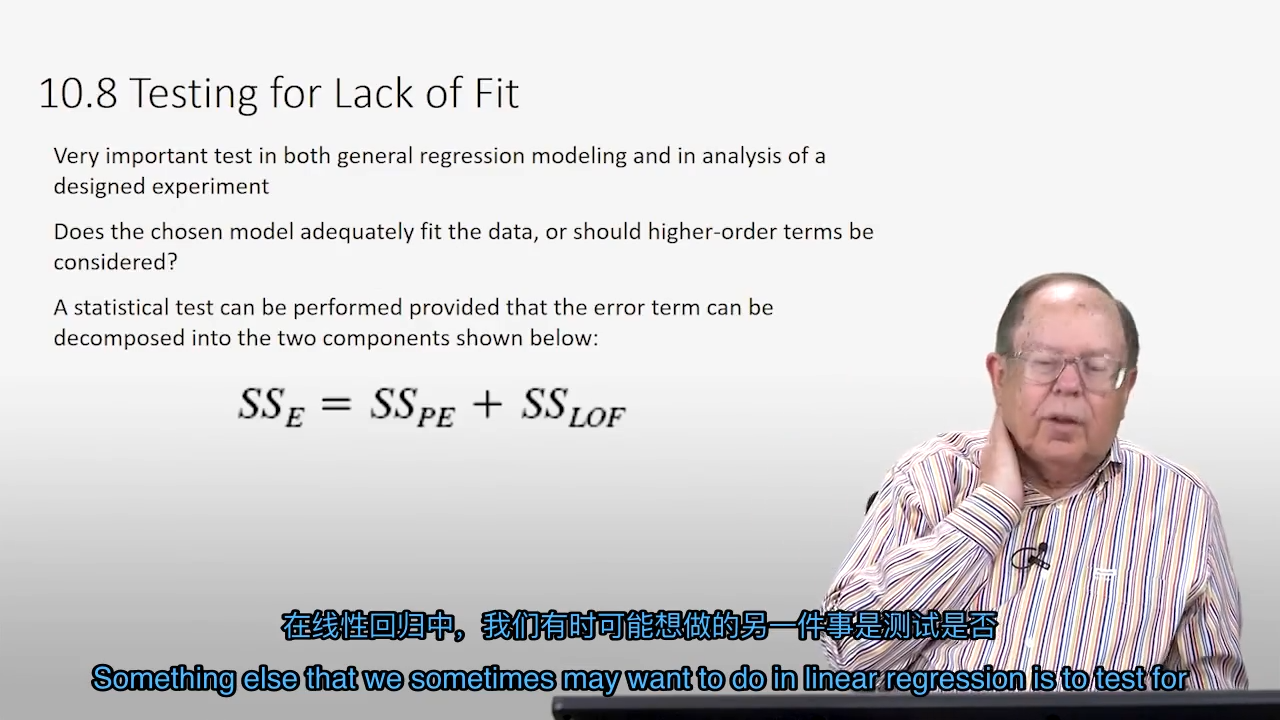 10.8 Testing for Lack of Fit
Very important test in both general regression modeling and in analysis of a
designed experiment
Does the chosen model adequately fit the data, or should higher-order terms be
considered?
A statistical test can be performed provided that the error term can be
decomposed into the two components shown below:
SS_E = SS_PE + SS_LOF
在线性回归中，我们有时可能想做的另一件事是测试是否
Something else that we sometimes may want to do in linear regression is to test for